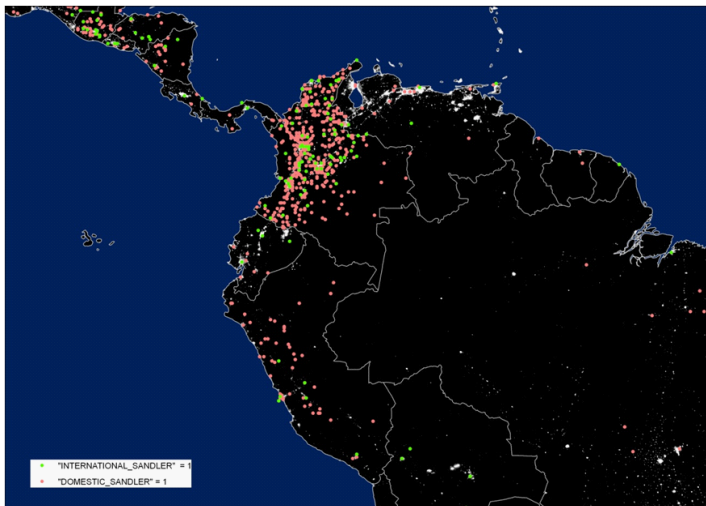 "INTERNATIONAL_SANDLER" = 1
"DOMESTIC_SANDLER" = 1